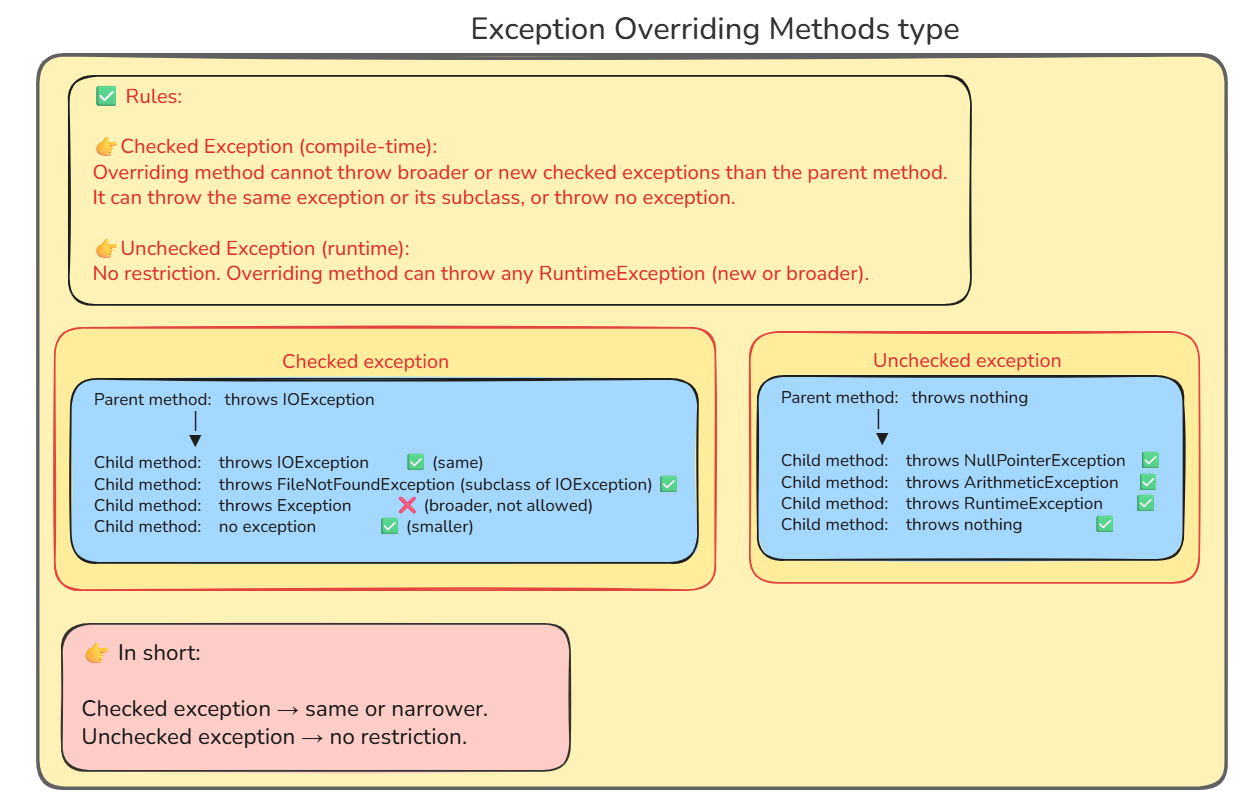 Exception Overriding Methods type
✅ Rules:
👉Checked Exception (compile-time):
Overriding method cannot throw broader or new checked exceptions than the parent method.
It can throw the same exception or its subclass, or throw no exception.
👉Unchecked Exception (runtime):
No restriction. Overriding method can throw any RuntimeException (new or broader).
Checked exception
Parent method: throws IOException
│
▼
Child method: throws IOException ✅ (same)
Child method: throws FileNotFoundException (subclass of IOException) ✅
Child method: throws Exception ❌ (broader, not allowed)
Child method: no exception ✅ (smaller)
Unchecked exception
Parent method: throws nothing
│
▼
Child method: throws NullPointerException ✅
Child method: throws ArithmeticException ✅
Child method: throws RuntimeException ✅
Child method: throws nothing ✅
👉 In short:
Checked exception → same or narrower.
Unchecked exception → no restriction.